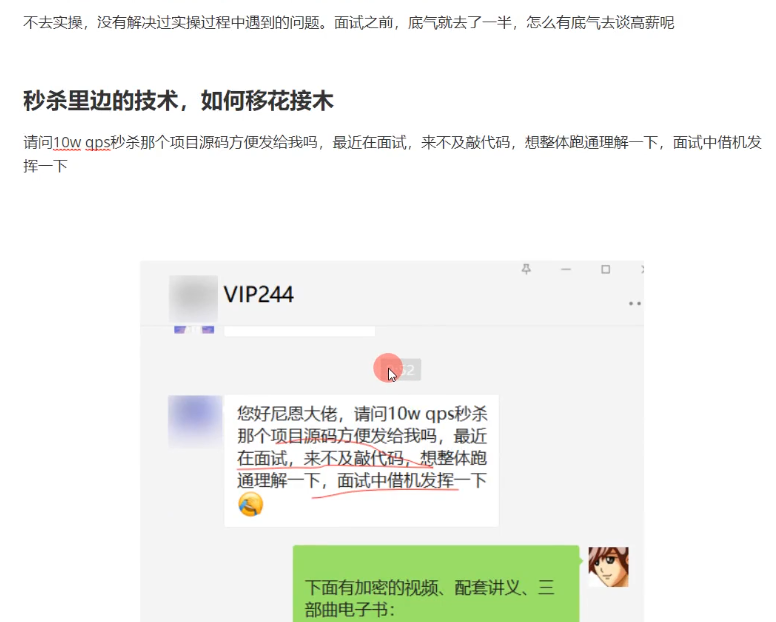 不去实操，没有解决过实操过程中遇到的问题。面试之前，底气就去了一半，怎么有底气去谈高薪呢
秒杀里边的技术，如何移花接木
请问10w qps秒杀那个项目源码方便发给我吗，最近在面试，来不及敲代码，想整体跑通理解一下，面试中借机发
挥一下
VIP244
您好尼恩大佬，请问10w qps秒杀
那个项目源码方便发给我吗，最近
在面试，来不及敲代码，想整体跑
通理解一下，面试中借机发挥一下
下面有加密的视频、配套讲义、三
部曲电子书：